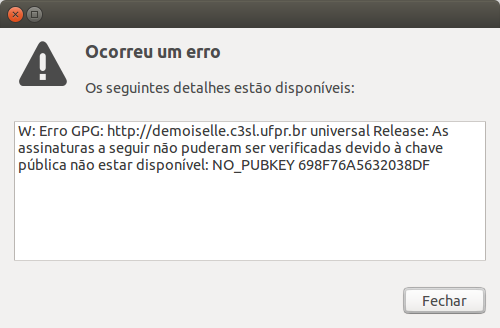 Ocorreu um erro
Os seguintes detalhes estão disponíveis:
W: Erro GPG: http://demoiselle.c3sl.ufpr.br universal Release: As
assinaturas a seguir não puderam ser verificadas devido à chave
pública não estar disponível: NO_PUBKEY 698F76A5632038DF
Fechar